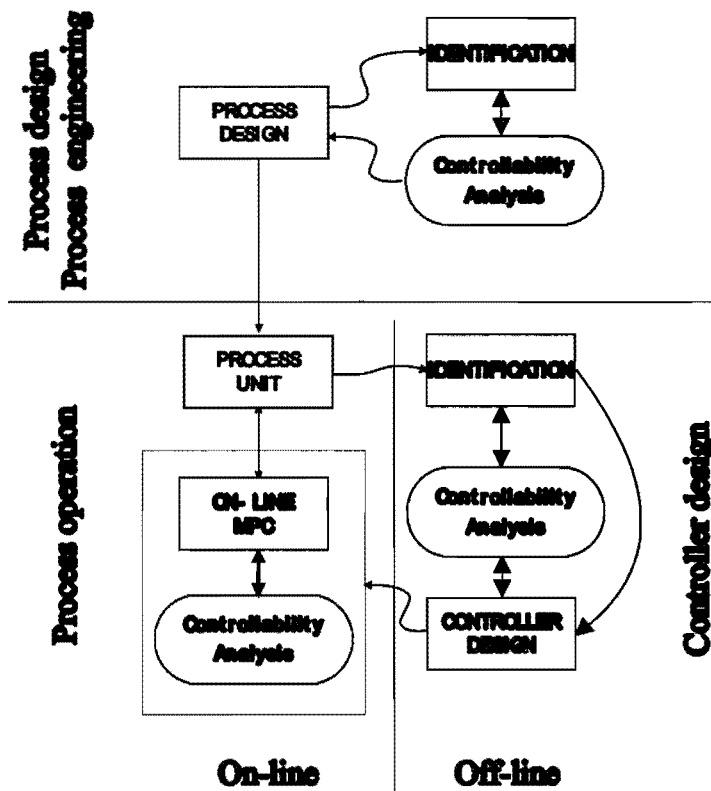 Process design
Process engineering
IDENTIFICATION
PROCESS
DESIGN
Controllability
Analysis
PROCESS
UNIT
IDENTIFICATION
Process operation
ON- LINE
MPC
Controllability
Analysis
Controllability
Analysis
CONTROLLER
DESIGN
Controller design
On-line
Off-line